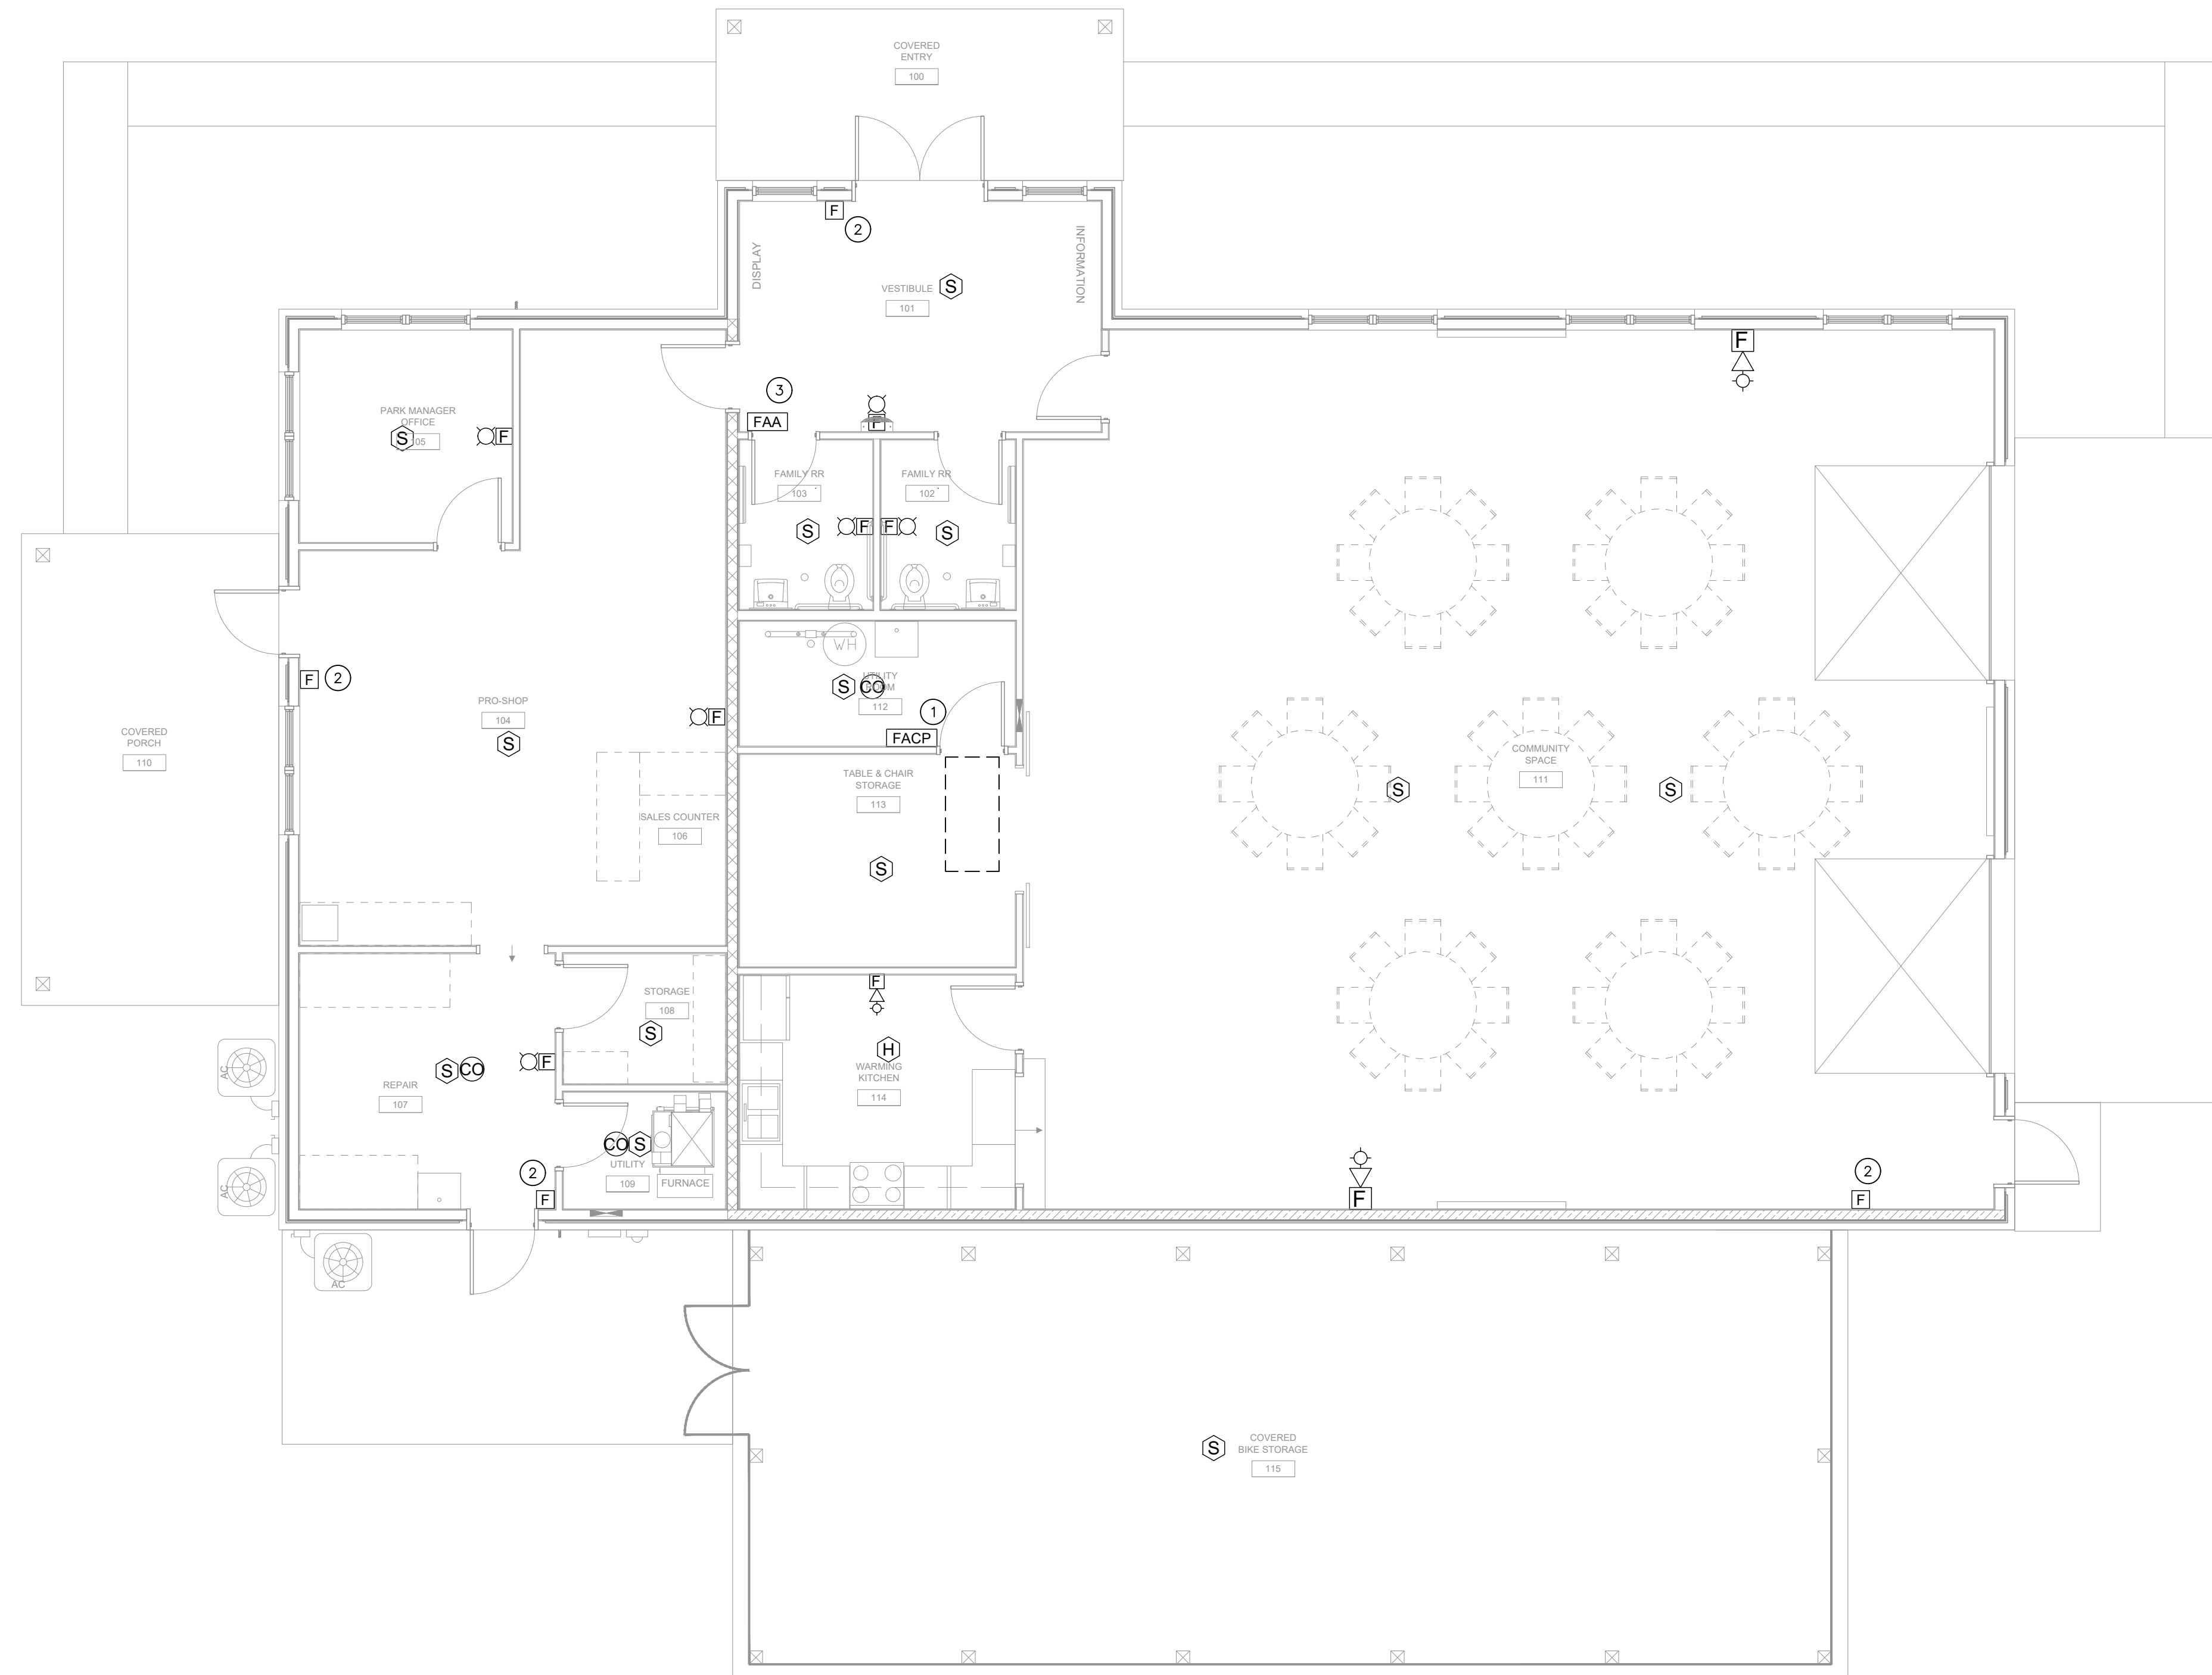 COVERED
ENTRY
100
F
2
DISPLAY
INFORMATION
VESTIBULE
101
S
F
PARK MANAGER
OFFICE
05
S
F
3
FAA
F
FAMILY RR
103
S
F
FAMILY RR
102
S
F
WH
UTILITY
ROOM
112
S
CO
1
FACP
F
2
PRO-SHOP
104
S
F
COVERED
PORCH
110
TABLE & CHAIR
STORAGE
113
S
SALES COUNTER
106
COMMUNITY
SPACE
111
S
S
STORAGE
108
S
F
H
WARMING
KITCHEN
114
AC
REPAIR
107
S
CO
F
CO
S
UTILITY
109
FURNACE
2
F
AC
AC
F
2
F
COVERED
BIKE STORAGE
115
S